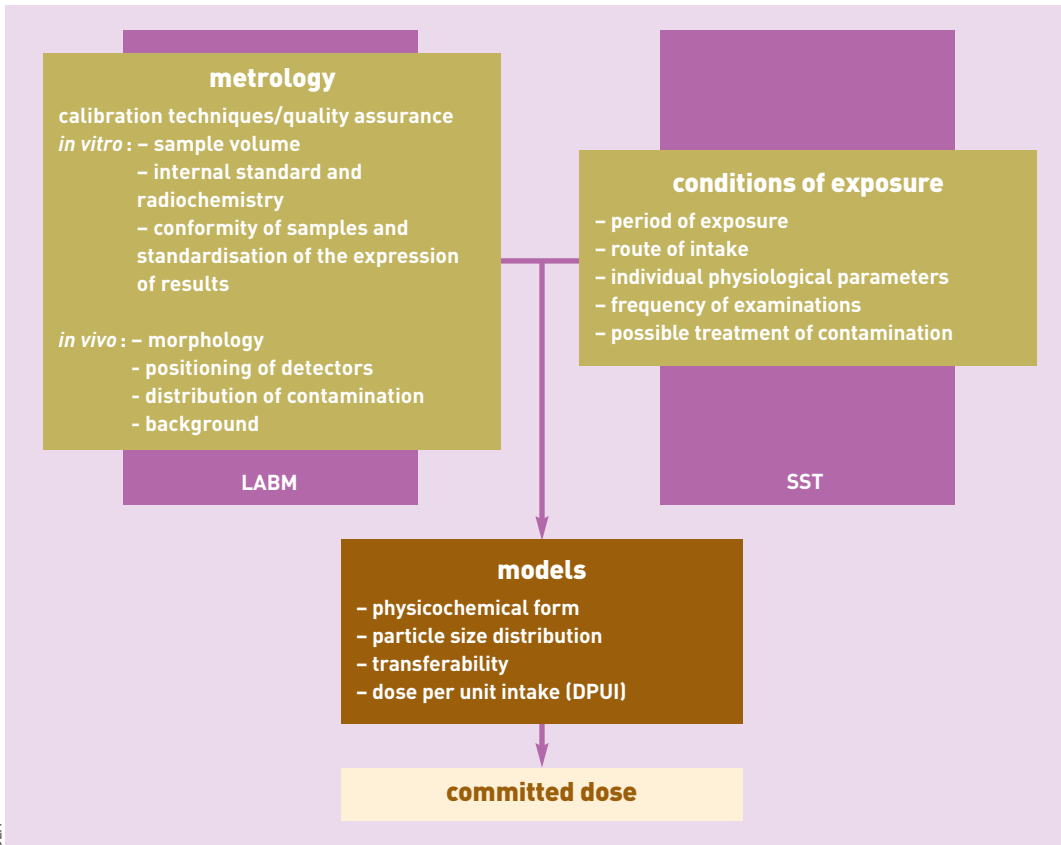 metrology
calibration techniques/quality assurance
in vitro : – sample volume
– internal standard and
radiochemistry
– conformity of samples and
standardisation of the expression
of results
in vivo : – morphology
- positioning of detectors
- distribution of contamination
- background
LABM
conditions of exposure
– period of exposure
– route of intake
– individual physiological parameters
– frequency of examinations
– possible treatment of contamination
SST
models
– physicochemical form
– particle size distribution
– transferability
– dose per unit intake (DPUI)
committed dose